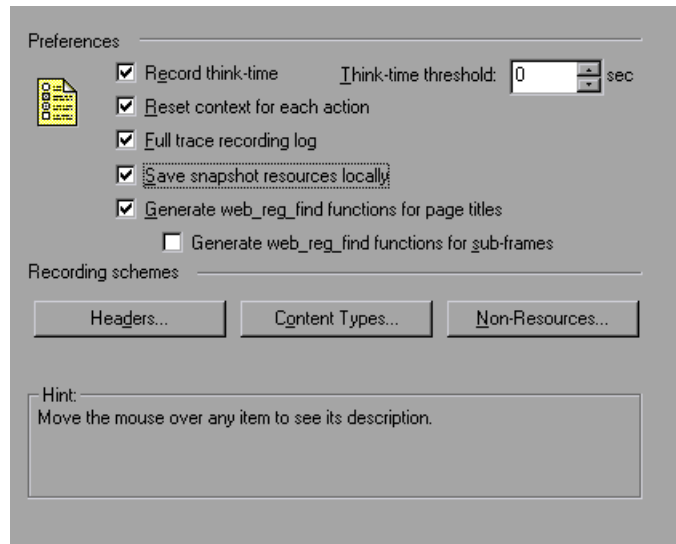 Preferences
Record think-time Think-time threshold: 0 sec
Reset context for each action
Full trace recording log
Save snapshot resources locally
Generate web_reg_find functions for page titles
Generate web_reg_find functions for sub-frames
Recording schemes
Headers... Content Types... Non-Resources...
Hint:
Move the mouse over any item to see its description.